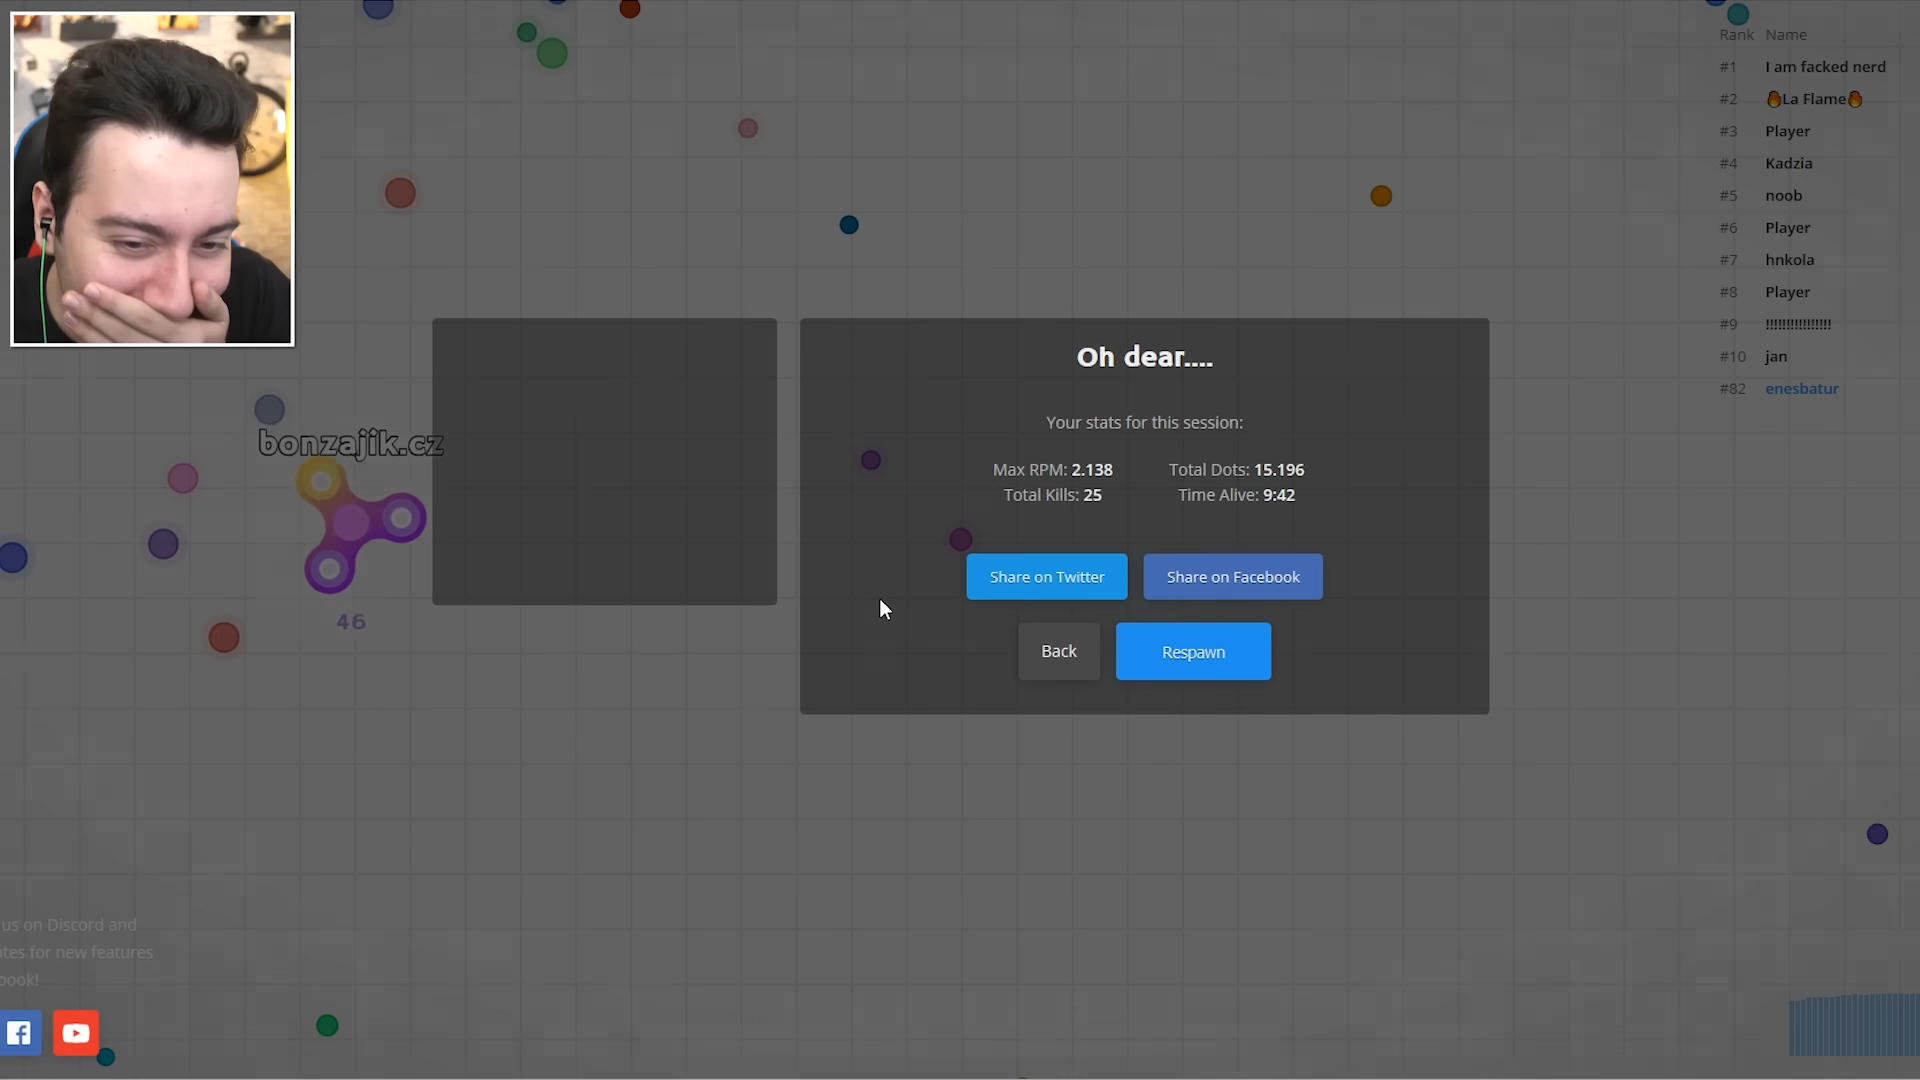 Rank Name
#1 I am facked nerd
#2 🔥La Flame🔥
#3 Player
#4 Kadzia
#5 noob
#6 Player
#7 hnkola
#8 Player
#9 !!!!!!!!!!!!!!!!
#10 jan
#82 enesbatur
bonzajik.cz
46
Oh dear....
Your stats for this session:
Max RPM: 2.138 Total Dots: 15.196
Total Kills: 25 Time Alive: 9:42
Share on Twitter Share on Facebook
Back Respawn
us on Discord and
ates for new features
book!